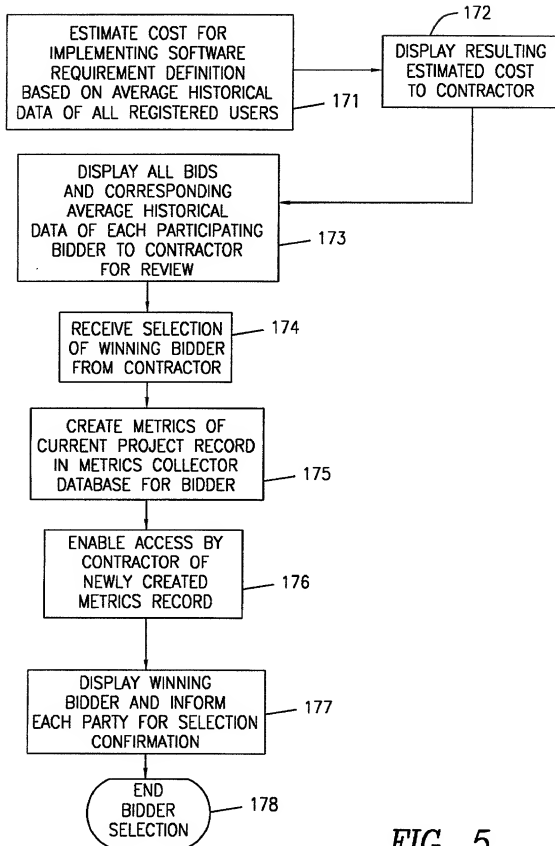 ESTIMATE COST FOR
IMPLEMENTING SOFTWARE
REQUIREMENT DEFINITION
BASED ON AVERAGE HISTORICAL
DATA OF ALL REGISTERED USERS
171
172
DISPLAY RESULTING
ESTIMATED COST
TO CONTRACTOR
DISPLAY ALL BIDS
AND CORRESPONDING
AVERAGE HISTORICAL
DATA OF EACH PARTICIPATING
BIDDER TO CONTRACTOR
FOR REVIEW
173
RECEIVE SELECTION
OF WINNING BIDDER
FROM CONTRACTOR
174
CREATE METRICS OF
CURRENT PROJECT RECORD
IN METRICS COLLECTOR
DATABASE FOR BIDDER
175
ENABLE ACCESS BY
CONTRACTOR OF
NEWLY CREATED
METRICS RECORD
176
DISPLAY WINNING
BIDDER AND INFORM
EACH PARTY FOR SELECTION
CONFIRMATION
177
END
BIDDER
SELECTION
178
FIG. 5